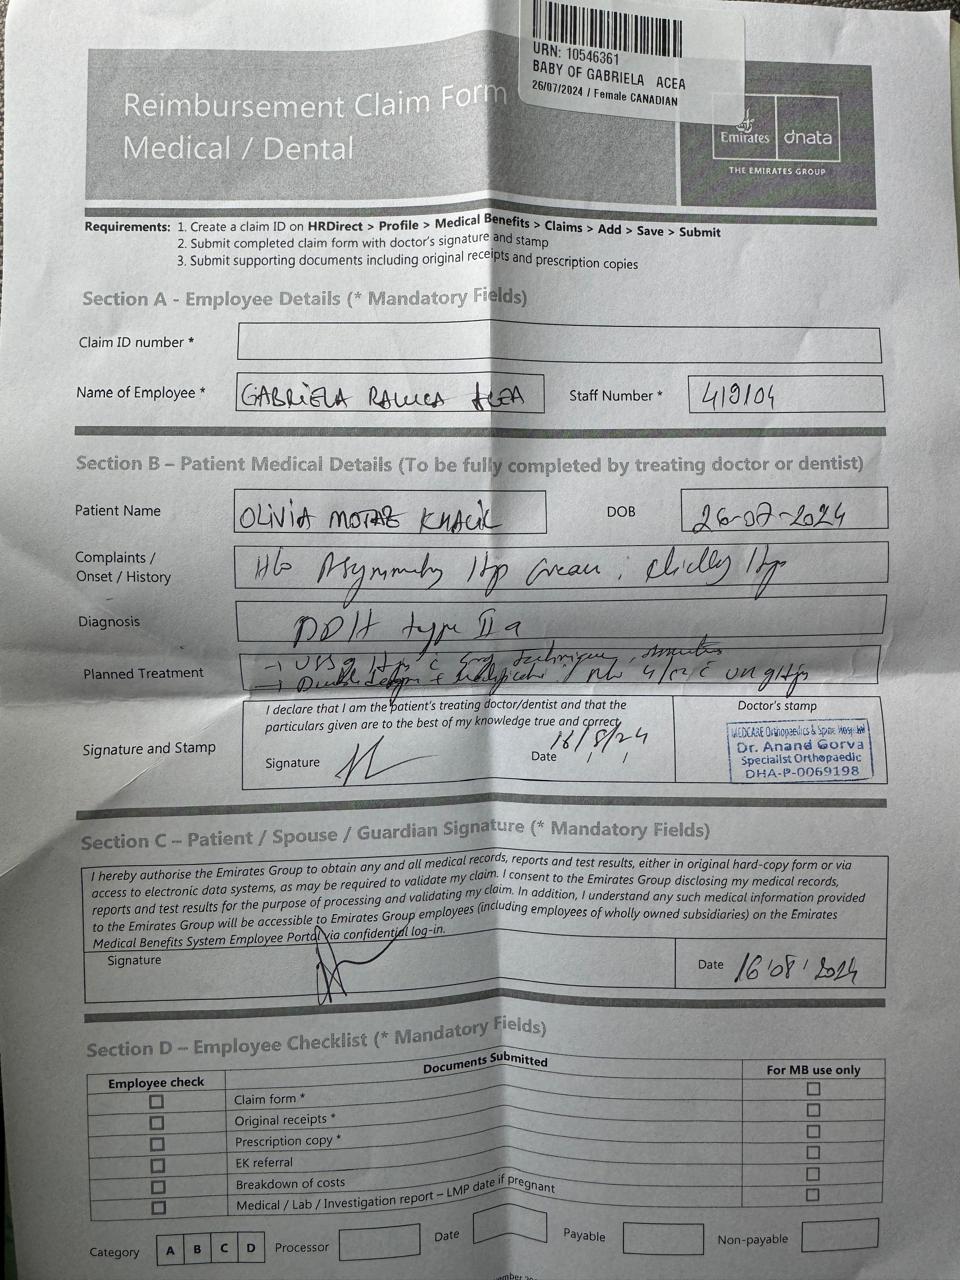 URN: 10546361
BABY OF GABRIELA ACEA
26/07/2024 / Female CANADIAN
Reimbursement Claim Form
Medical / Dental
Emirates dnata
THE EMIRATES GROUP
Requirements: 1. Create a claim ID on HRDirect > Profile > Medical Benefits > Claims > Add > Save > Submit
2. Submit completed claim form with doctor's signature and stamp
3. Submit supporting documents including original receipts and prescription copies
Section A - Employee Details (* Mandatory Fields)
Claim ID number *
Name of Employee * GABRIELA RALUCA ACEA Staff Number * 419104
Section B – Patient Medical Details (To be fully completed by treating doctor or dentist)
Patient Name OLIVIA MOTAZ KHALIL DOB 26-07-2024
Complaints /
Onset / History
H/o Asymmetry Hip crease ; clicky Hip
Diagnosis DDH type II a
Planned Treatment
→ USS technique
→ 4/52 c̄
I declare that I am the patient's treating doctor/dentist and that the
particulars given are to the best of my knowledge true and correct
Doctor's stamp
Signature and Stamp
Signature Date 16/8/24
MEDCARE Orthopaedics & Spine Hospital
Dr. Anand Gorva
Specialist Orthopaedic
DHA-P-0069198
Section C – Patient / Spouse / Guardian Signature (* Mandatory Fields)
I hereby authorise the Emirates Group to obtain any and all medical records, reports and test results, either in original hard-copy form or via
access to electronic data systems, as may be required to validate my claim. I consent to the Emirates Group disclosing my medical records,
reports and test results for the purpose of processing and validating my claim. In addition, I understand any such medical information provided
to the Emirates Group will be accessible to Emirates Group employees (including employees of wholly owned subsidiaries) on the Emirates
Medical Benefits System Employee Portal via confidential log-in.
Signature Date 16/08/2024
Section D – Employee Checklist (* Mandatory Fields)
Employee check Documents Submitted For MB use only
Claim form *
Original receipts *
Prescription copy *
EK referral
Breakdown of costs
Medical / Lab / Investigation report – LMP date if pregnant
Category A B C D Processor Date Payable Non-payable